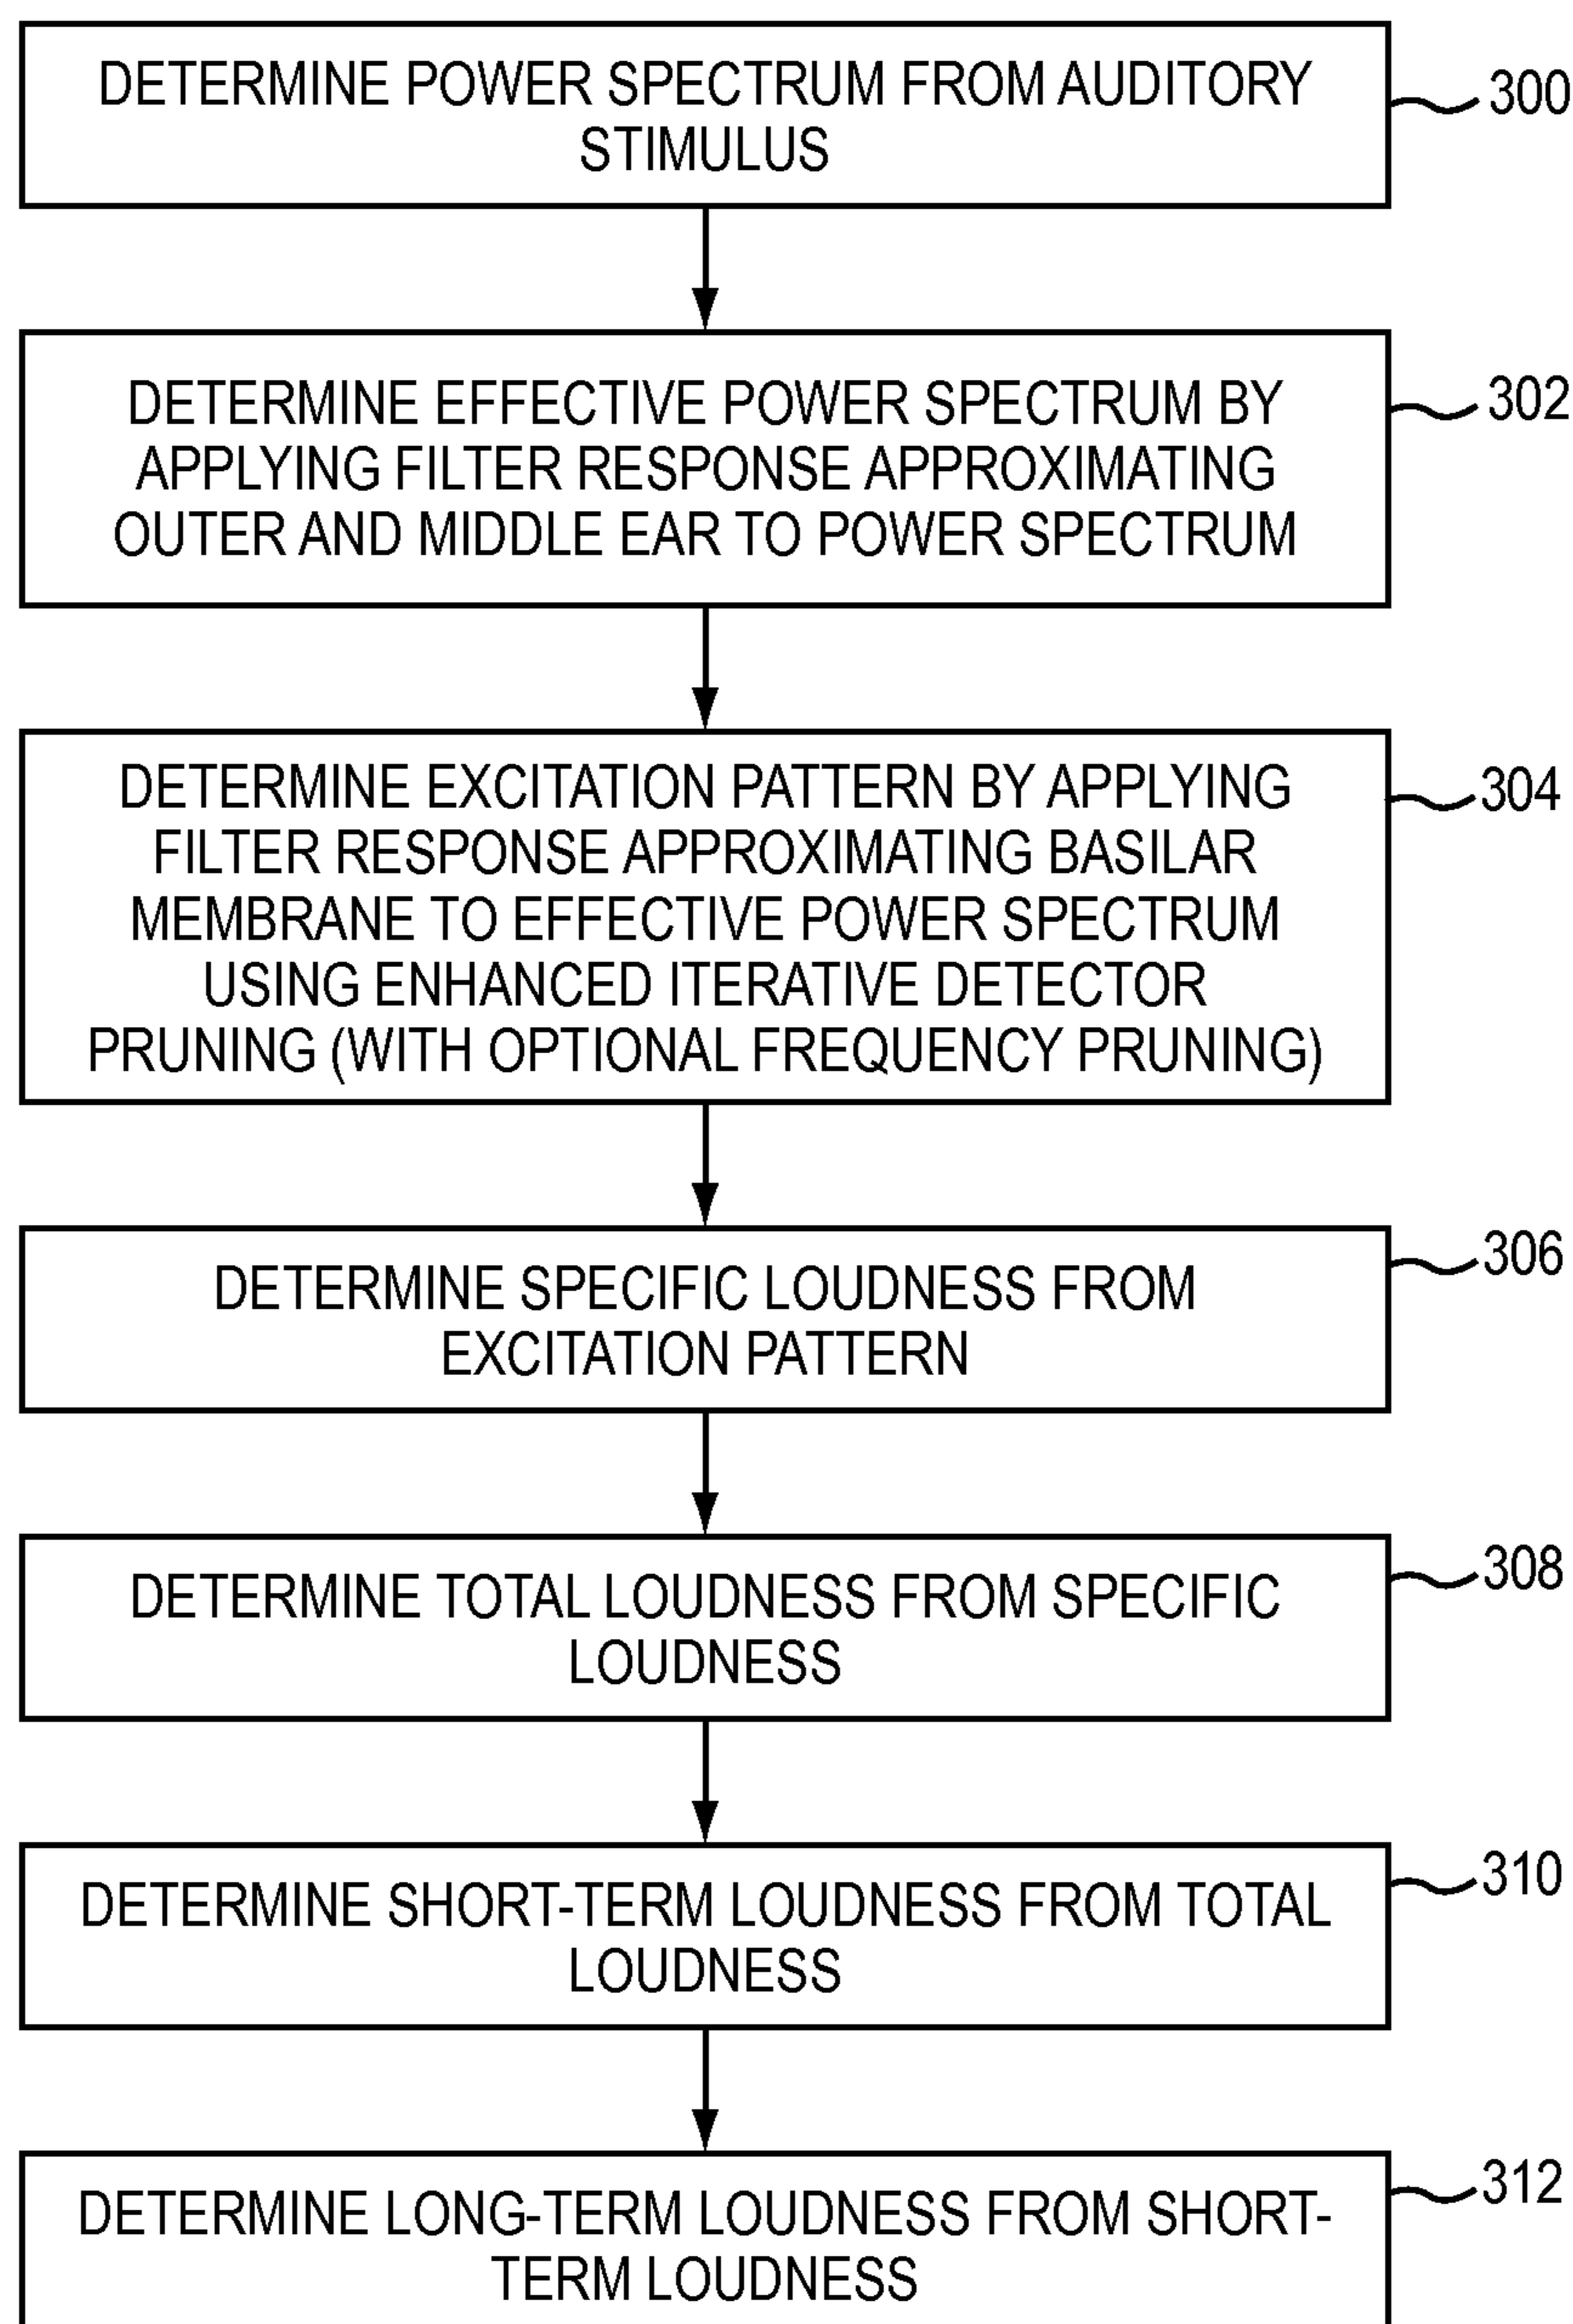 DETERMINE POWER SPECTRUM FROM AUDITORY
STIMULUS
300
DETERMINE EFFECTIVE POWER SPECTRUM BY
APPLYING FILTER RESPONSE APPROXIMATING
OUTER AND MIDDLE EAR TO POWER SPECTRUM
302
DETERMINE EXCITATION PATTERN BY APPLYING
FILTER RESPONSE APPROXIMATING BASILAR
MEMBRANE TO EFFECTIVE POWER SPECTRUM
USING ENHANCED ITERATIVE DETECTOR
PRUNING (WITH OPTIONAL FREQUENCY PRUNING)
304
DETERMINE SPECIFIC LOUDNESS FROM
EXCITATION PATTERN
306
DETERMINE TOTAL LOUDNESS FROM SPECIFIC
LOUDNESS
308
DETERMINE SHORT-TERM LOUDNESS FROM TOTAL
LOUDNESS
310
DETERMINE LONG-TERM LOUDNESS FROM SHORT-
TERM LOUDNESS
312